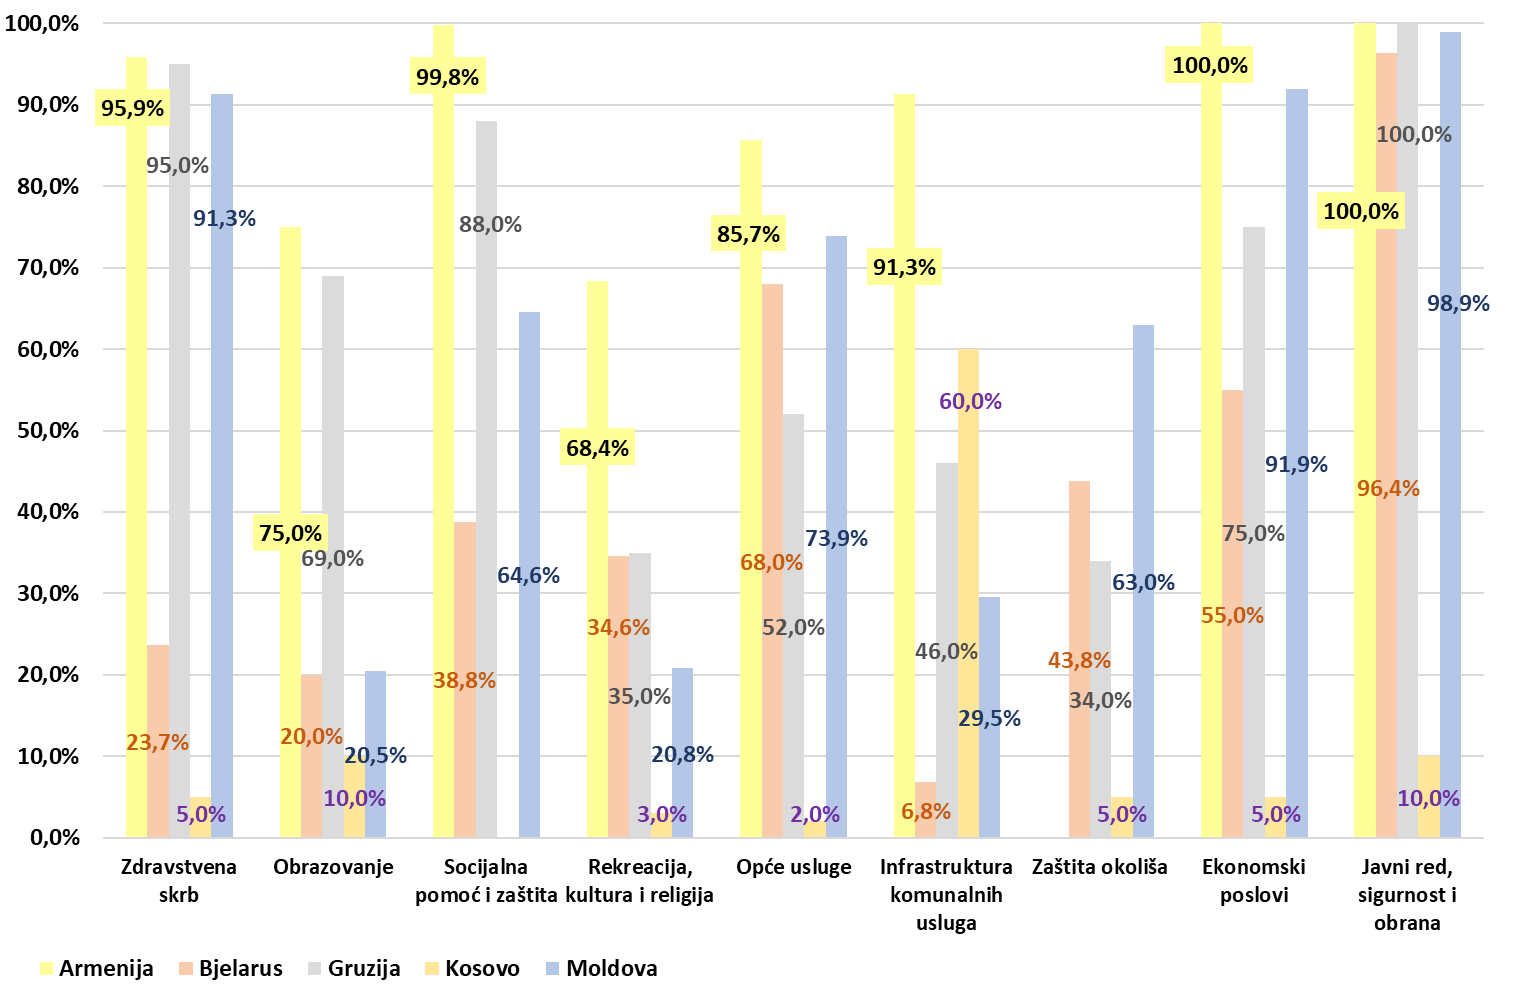 100,0%
90,0%
80,0%
70,0%
60,0%
50,0%
40,0%
30,0%
20,0%
10,0%
0,0%
95,9%
23,7%
95,0%
5,0%
91,3%
75,0%
20,0%
69,0%
10,0%
20,5%
99,8%
38,8%
88,0%
64,6%
68,4%
34,6%
35,0%
3,0%
20,8%
85,7%
68,0%
52,0%
2,0%
73,9%
91,3%
6,8%
46,0%
60,0%
29,5%
43,8%
34,0%
5,0%
63,0%
100,0%
55,0%
75,0%
5,0%
91,9%
100,0%
96,4%
100,0%
10,0%
98,9%
Zdravstvena
skrb
Obrazovanje
Socijalna
pomoć i zaštita
Rekreacija,
kultura i religija
Opće usluge
Infrastruktura
komunalnih
usluga
Zaštita okoliša
Ekonomski
poslovi
Javni red,
sigurnost i
obrana
Armenija
Bjelarus
Gruzija
Kosovo
Moldova